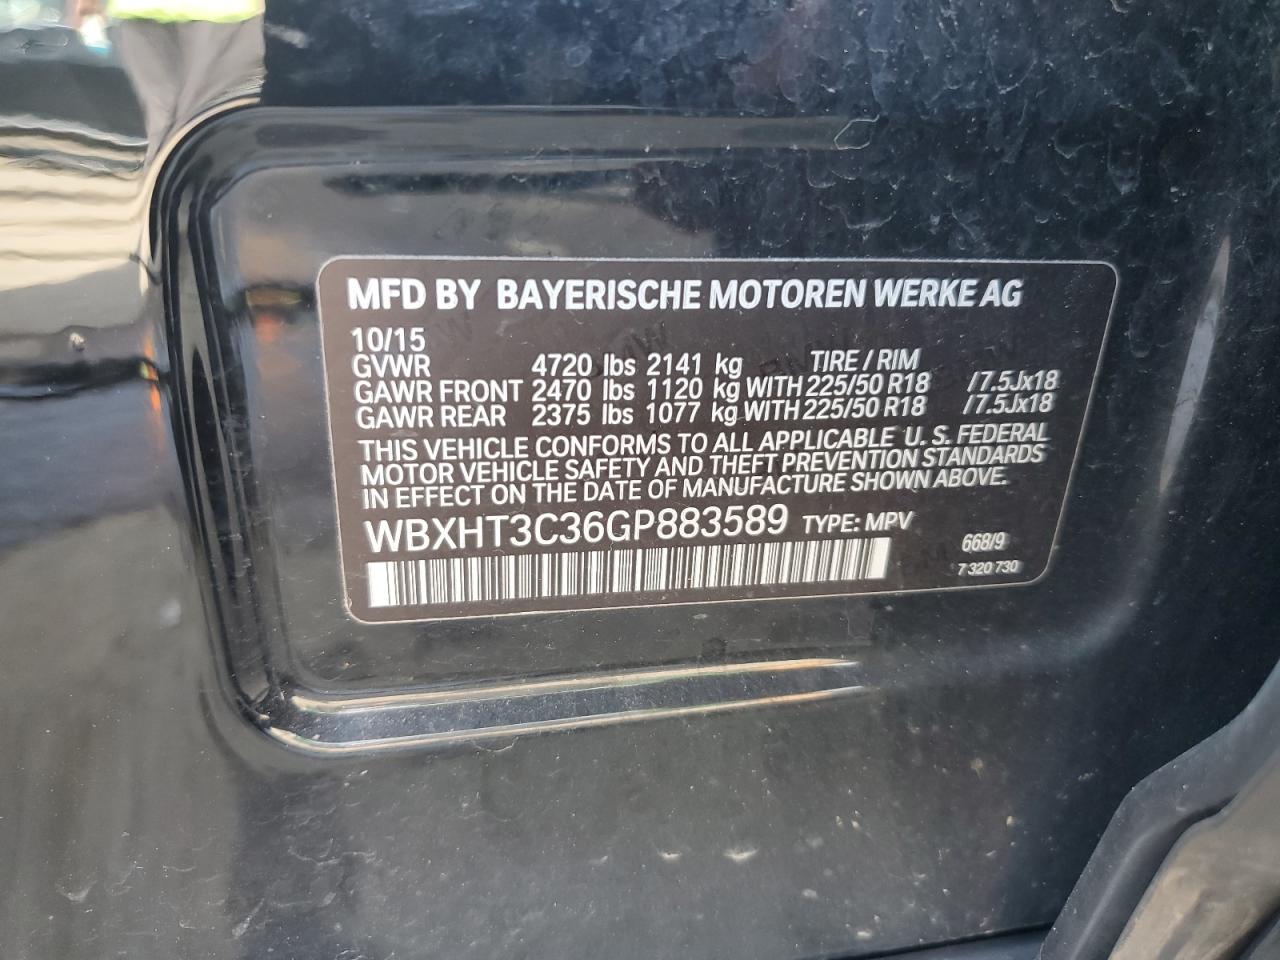 MFD BY BAYERISCHE MOTOREN WERKE AG
10/15
GVWR 4720 lbs 2141 kg TIRE / RIM
GAWR FRONT 2470 lbs 1120 kg WITH 225/50 R18 /7.5Jx18
GAWR REAR 2375 lbs 1077 kg WITH 225/50 R18 /7.5Jx18
THIS VEHICLE CONFORMS TO ALL APPLICABLE U. S. FEDERAL
MOTOR VEHICLE SAFETY AND THEFT PREVENTION STANDARDS
IN EFFECT ON THE DATE OF MANUFACTURE SHOWN ABOVE.
WBXHT3C36GP883589 TYPE: MPV
668/9
7 320 730